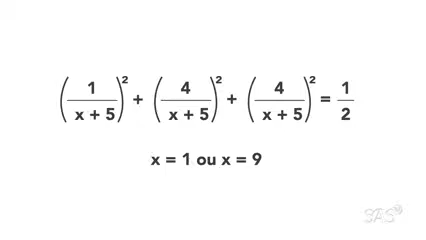 (1/(x + 5))² + (4/(x + 5))² + (4/(x + 5))² = 1/2
x = 1 ou x = 9
SAS